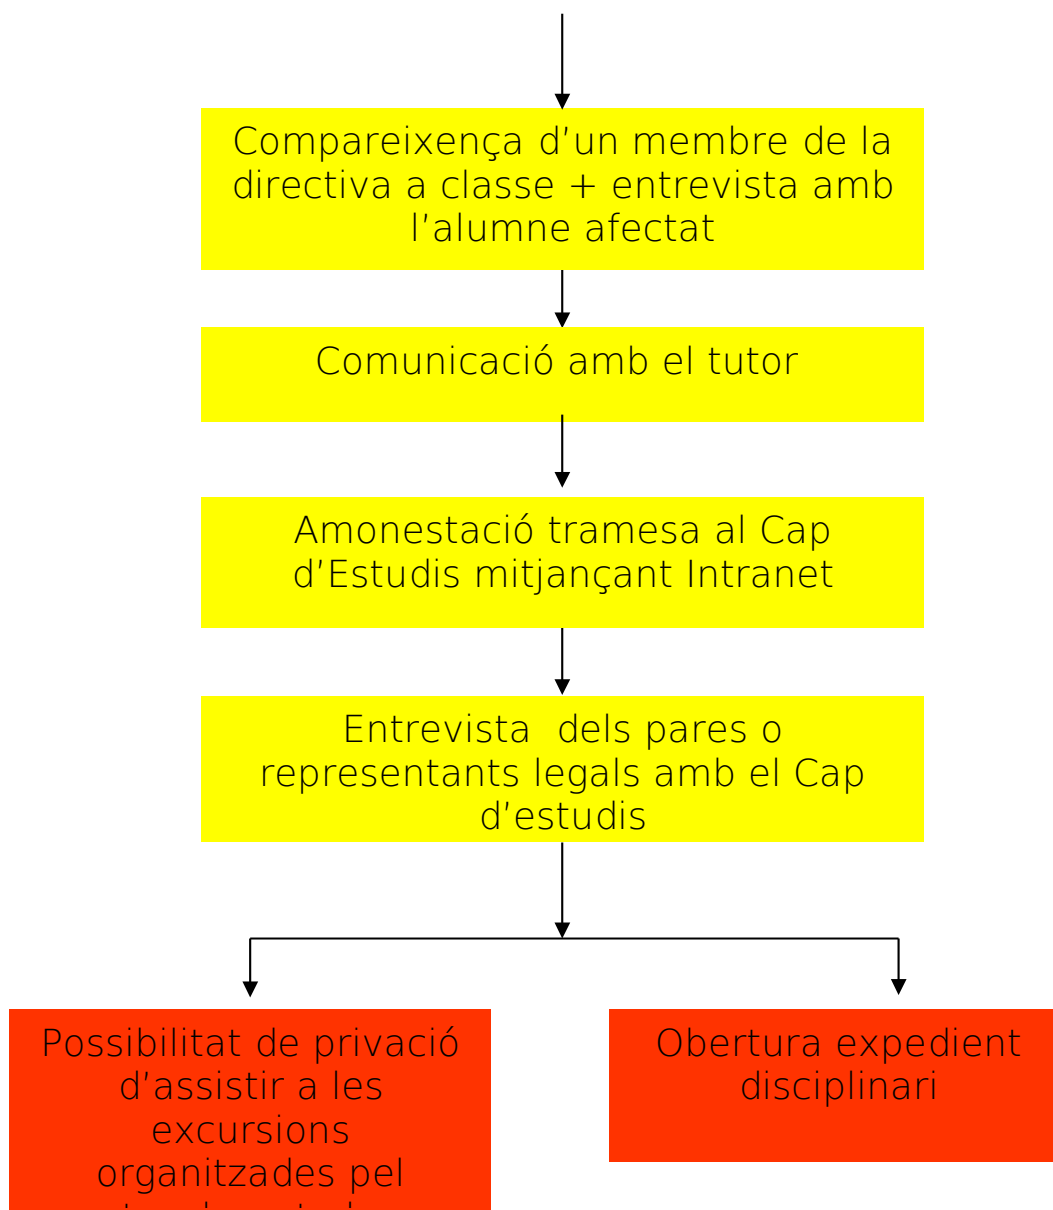 Compareixença d’un membre de la
directiva a classe + entrevista amb
l’alumne afectat
Comunicació amb el tutor
Amonestació tramesa al Cap
d’Estudis mitjançant Intranet
Entrevista  dels pares o
representants legals amb el Cap
d’estudis
Possibilitat de privació
d’assistir a les
excursions
organitzades pel
Obertura expedient
disciplinari